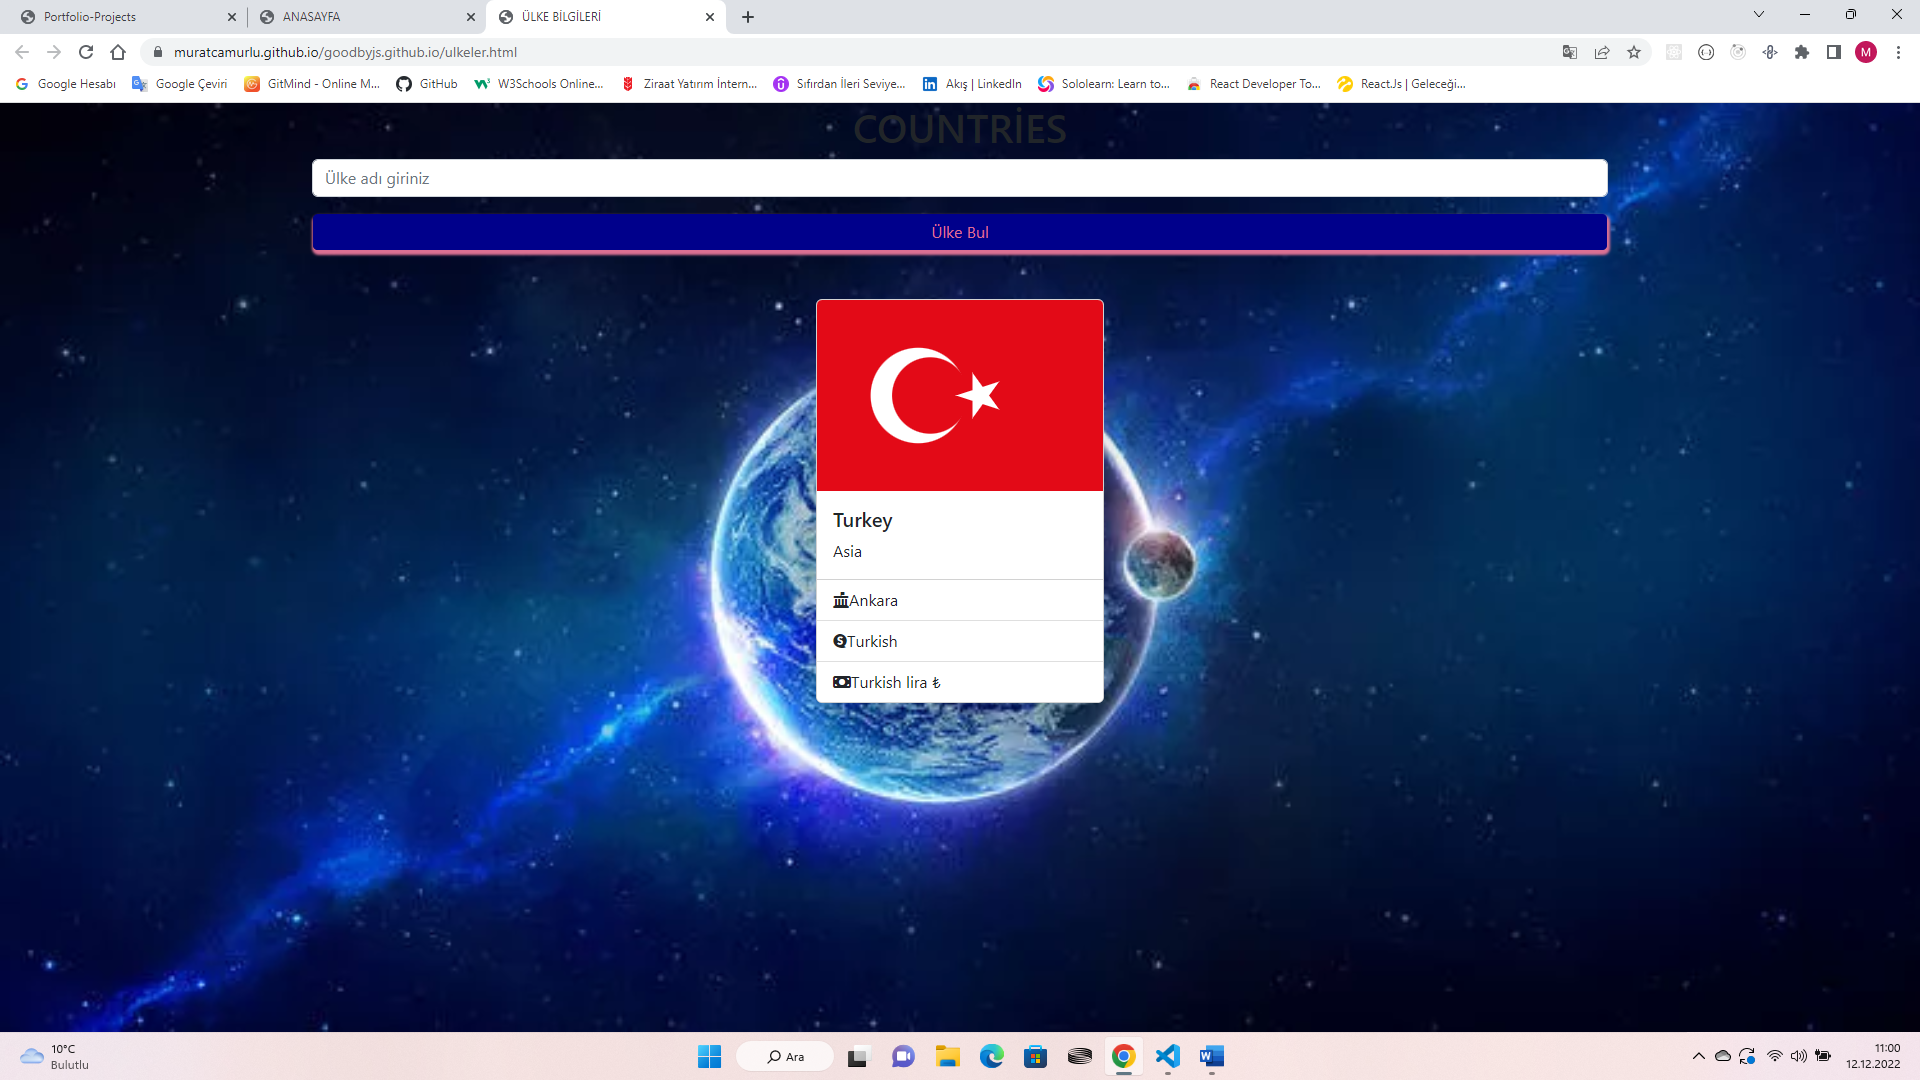 Portfolio-Projects
ANASAYFA
ÜLKE BİLGİLERİ
muratcamurlu.github.io/goodbyjs.github.io/ulkeler.html
M
Google Hesabı
Google Çeviri
GitMind - Online M...
GitHub
W3Schools Online...
Ziraat Yatırım İntern...
Sıfırdan İleri Seviye...
Akış | LinkedIn
Sololearn: Learn to...
React Developer To...
React.Js | Geleceği...
COUNTRİES
Ülke adı giriniz
Ülke Bul
Turkey
Asia
Ankara
Turkish
Turkish lira ₺
10°C
Bulutlu
Ara
11:00
12.12.2022